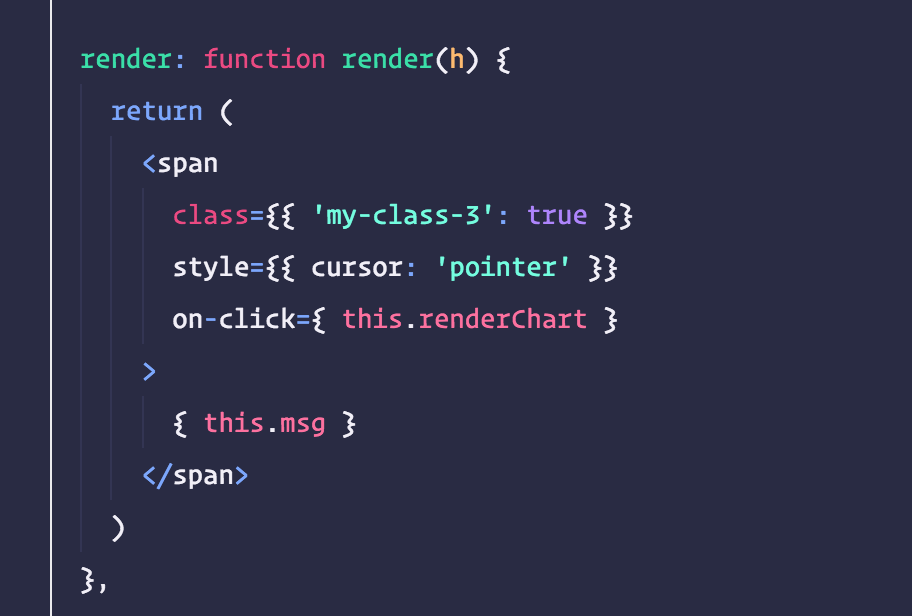 render: function render(h) {
return (
<span
class={{ 'my-class-3': true }}
style={{ cursor: 'pointer' }}
on-click={ this.renderChart }
>
{ this.msg }
</span>
)
},